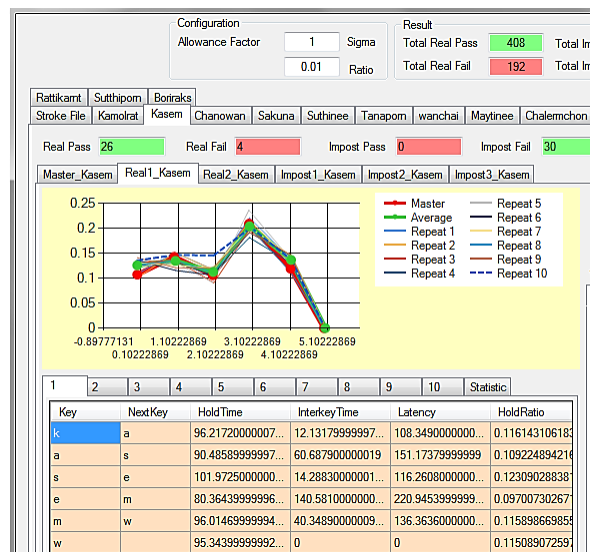 Configuration
Allowance Factor 1 Sigma
0.01 Ratio
Result
Total Real Pass 408 Total Im
Total Real Fail 192 Total Im
Rattikarnt Sutthiporn Boriraks
Stroke File Kamolrat Kasem Chanowan Sakuna Suthinee Tanaporn wanchai Maytinee Chalermchon
Real Pass 26 Real Fail 4 Impost Pass 0 Impost Fail 30
Master_Kasem Real1_Kasem Real2_Kasem Impost1_Kasem Impost2_Kasem Impost3_Kasem
0.25
0.2
0.15
0.1
0.05
0
-0.89777131 1.10222869 3.10222869 5.10222869
0.10222869 2.10222869 4.10222869
Master
Average
Repeat 1
Repeat 2
Repeat 3
Repeat 4
Repeat 5
Repeat 6
Repeat 7
Repeat 8
Repeat 9
Repeat 10
1 2 3 4 5 6 7 8 9 10 Statistic
Key NextKey HoldTime InterkeyTime Latency HoldRatio
k a 96.21720000007... 12.13179999997... 108.3490000000... 0.116143106183
a s 90.48589999997... 60.687900000019 151.17379999999 0.109224894216
s e 101.9725000000... 14.28830000001... 116.2608000000... 0.123090288381
e m 80.36439999996... 140.5810000000... 220.9453999999... 0.097007302671
m w 96.01469999994... 40.34890000009... 136.3636000000... 0.115898669855
w 95.34399999992... 0 0 0.115089072597